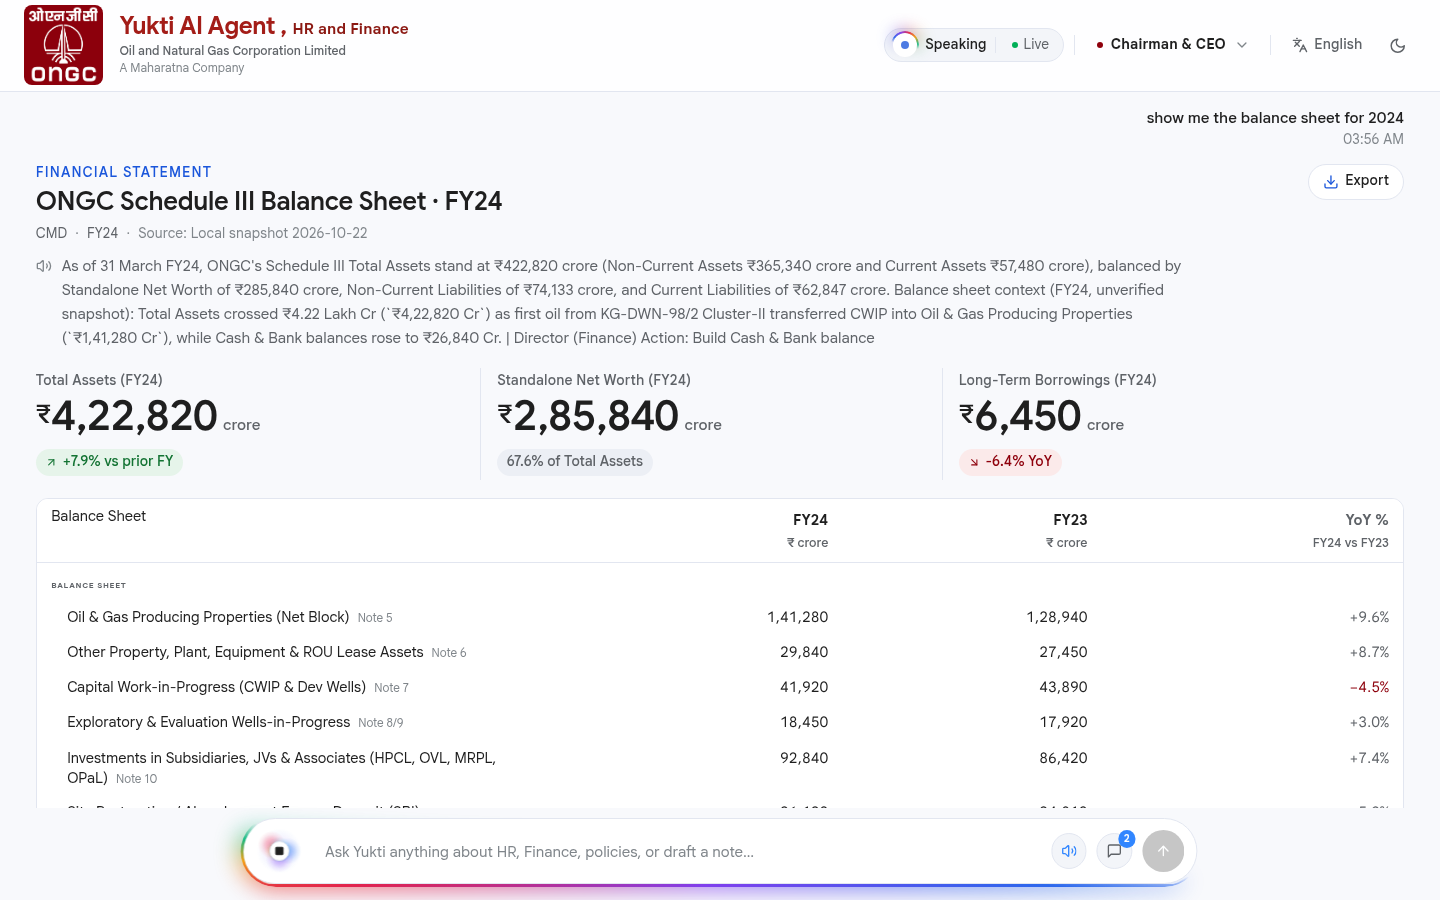 ओएनजीसी
ongc
Yukti AI Agent , HR and Finance
Oil and Natural Gas Corporation Limited
A Maharatna Company
Speaking
Live
Chairman & CEO
English
show me the balance sheet for 2024
03:56 AM
FINANCIAL STATEMENT
ONGC Schedule III Balance Sheet · FY24
CMD · FY24 · Source: Local snapshot 2026-10-22
Export
As of 31 March FY24, ONGC's Schedule III Total Assets stand at ₹422,820 crore (Non-Current Assets ₹365,340 crore and Current Assets ₹57,480 crore), balanced by
Standalone Net Worth of ₹285,840 crore, Non-Current Liabilities of ₹74,133 crore, and Current Liabilities of ₹62,847 crore. Balance sheet context (FY24, unverified
snapshot): Total Assets crossed ₹4.22 Lakh Cr (`₹4,22,820 Cr`) as first oil from KG-DWN-98/2 Cluster-II transferred CWIP into Oil & Gas Producing Properties
(`₹1,41,280 Cr`), while Cash & Bank balances rose to ₹26,840 Cr. | Director (Finance) Action: Build Cash & Bank balance
Total Assets (FY24)
₹4,22,820 crore
+7.9% vs prior FY
Standalone Net Worth (FY24)
₹2,85,840 crore
67.6% of Total Assets
Long-Term Borrowings (FY24)
₹6,450 crore
-6.4% YoY
Balance Sheet FY24 FY23 YoY %
₹ crore ₹ crore FY24 vs FY23
BALANCE SHEET
Oil & Gas Producing Properties (Net Block) Note 5 1,41,280 1,28,940 +9.6%
Other Property, Plant, Equipment & ROU Lease Assets Note 6 29,840 27,450 +8.7%
Capital Work-in-Progress (CWIP & Dev Wells) Note 7 41,920 43,890 −4.5%
Exploratory & Evaluation Wells-in-Progress Note 8/9 18,450 17,920 +3.0%
Investments in Subsidiaries, JVs & Associates (HPCL, OVL, MRPL, 92,840 86,420 +7.4%
OPaL) Note 10
Ask Yukti anything about HR, Finance, policies, or draft a note...
2